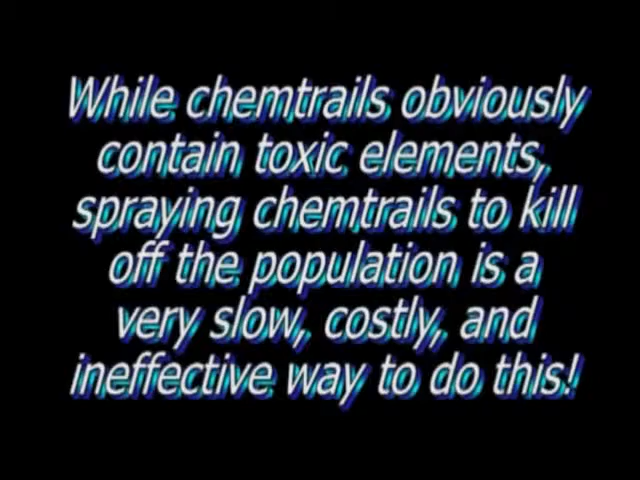 While chemtrails obviously
contain toxic elements,
spraying chemtrails to kill
off the population is a
very slow, costly, and
ineffective way to do this!